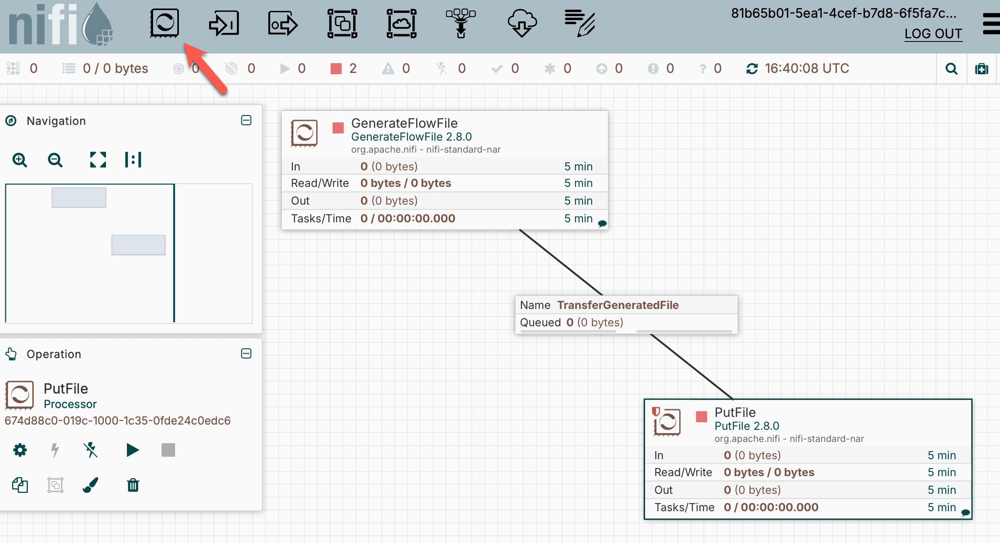 nifi
81b65b01-5ea1-4cef-b7d8-6f5fa7c...
LOG OUT
0 0 / 0 bytes 0 0 0 2 0 0 0 0 0 0 0 16:40:08 UTC
Navigation
GenerateFlowFile
GenerateFlowFile 2.8.0
org.apache.nifi - nifi-standard-nar
In 0 (0 bytes) 5 min
Read/Write 0 bytes / 0 bytes 5 min
Out 0 (0 bytes) 5 min
Tasks/Time 0 / 00:00:00.000 5 min
Name TransferGeneratedFile
Queued 0 (0 bytes)
Operation
PutFile
Processor
674d88c0-019c-1000-1c35-0fde24c0edc6
PutFile
PutFile 2.8.0
org.apache.nifi - nifi-standard-nar
In 0 (0 bytes) 5 min
Read/Write 0 bytes / 0 bytes 5 min
Out 0 (0 bytes) 5 min
Tasks/Time 0 / 00:00:00.000 5 min